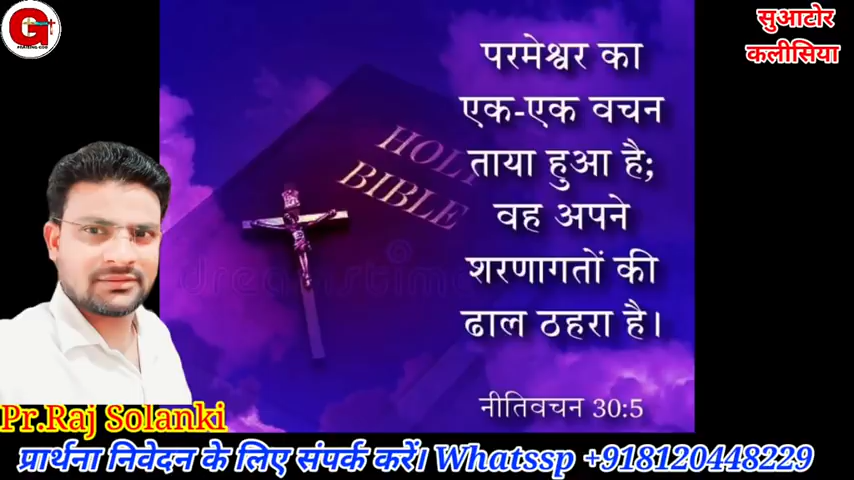 G
सुआटोर
कलीसिया
परमेश्वर का
एक-एक वचन
ताया हुआ है;
वह अपने
शरणागतों की
ढाल ठहरा है।
HOLY
BIBLE
dreamstime
नीतिवचन 30:5
Pr.Raj Solanki
प्रार्थना निवेदन के लिए संपर्क करें। Whatssp +918120448229